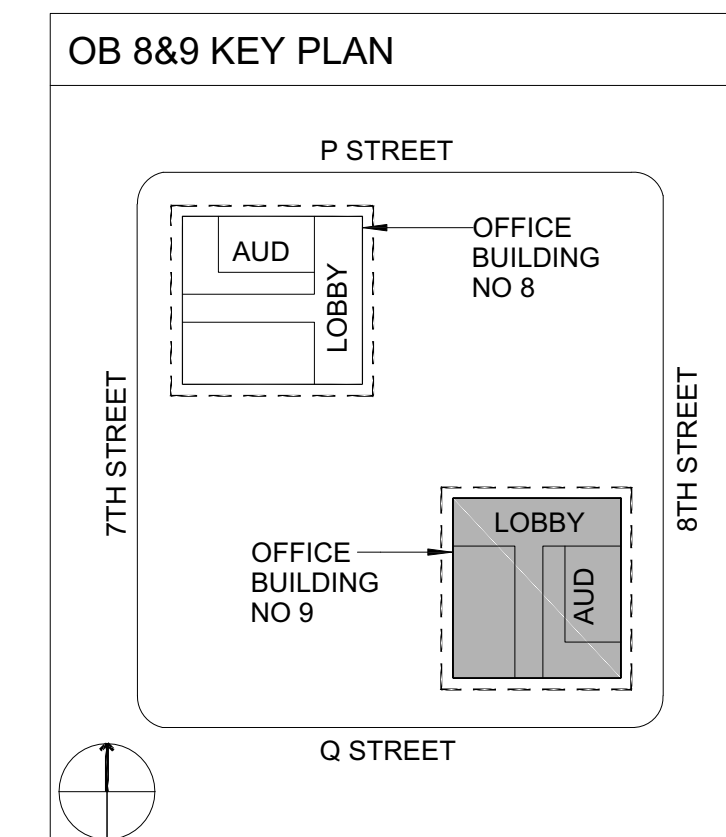 OB 8&9 KEY PLAN
P STREET
AUD
LOBBY
OFFICE
BUILDING
NO 8
7TH STREET
8TH STREET
LOBBY
AUD
OFFICE
BUILDING
NO 9
Q STREET